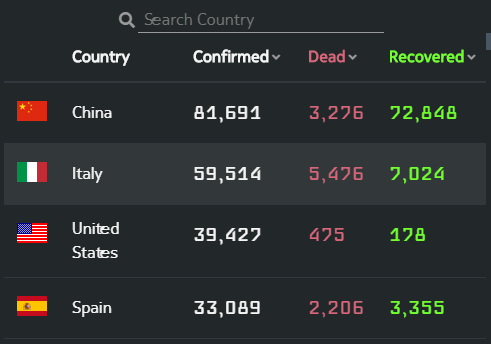 Search Country
Country Confirmed Dead Recovered
China 81,691 3,276 72,848
Italy 59,514 5,476 7,024
United
States 39,427 475 178
Spain 33,089 2,206 3,355